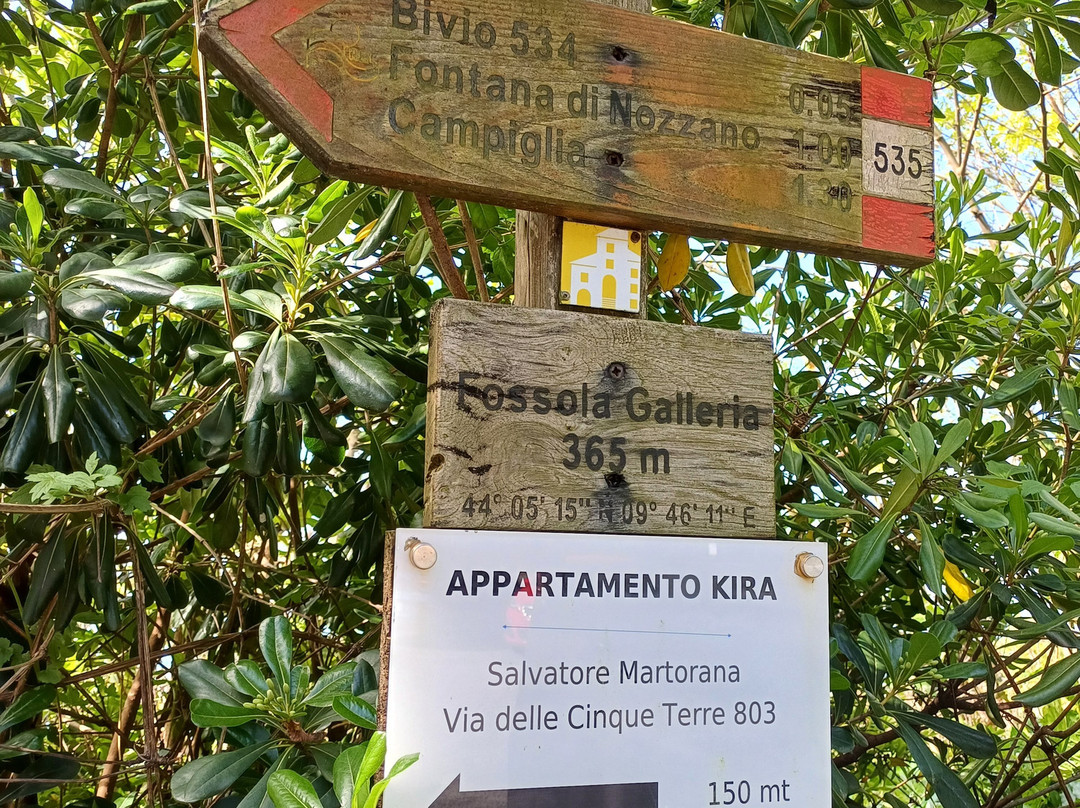 Bivio 534 0.05
Fontana di Nozzano 1.00
Campiglia 1.30
535
Fossola Galleria
365 m
44° 05' 15'' N 09° 46' 11'' E
APPARTAMENTO KIRA
Salvatore Martorana
Via delle Cinque Terre 803
150 mt